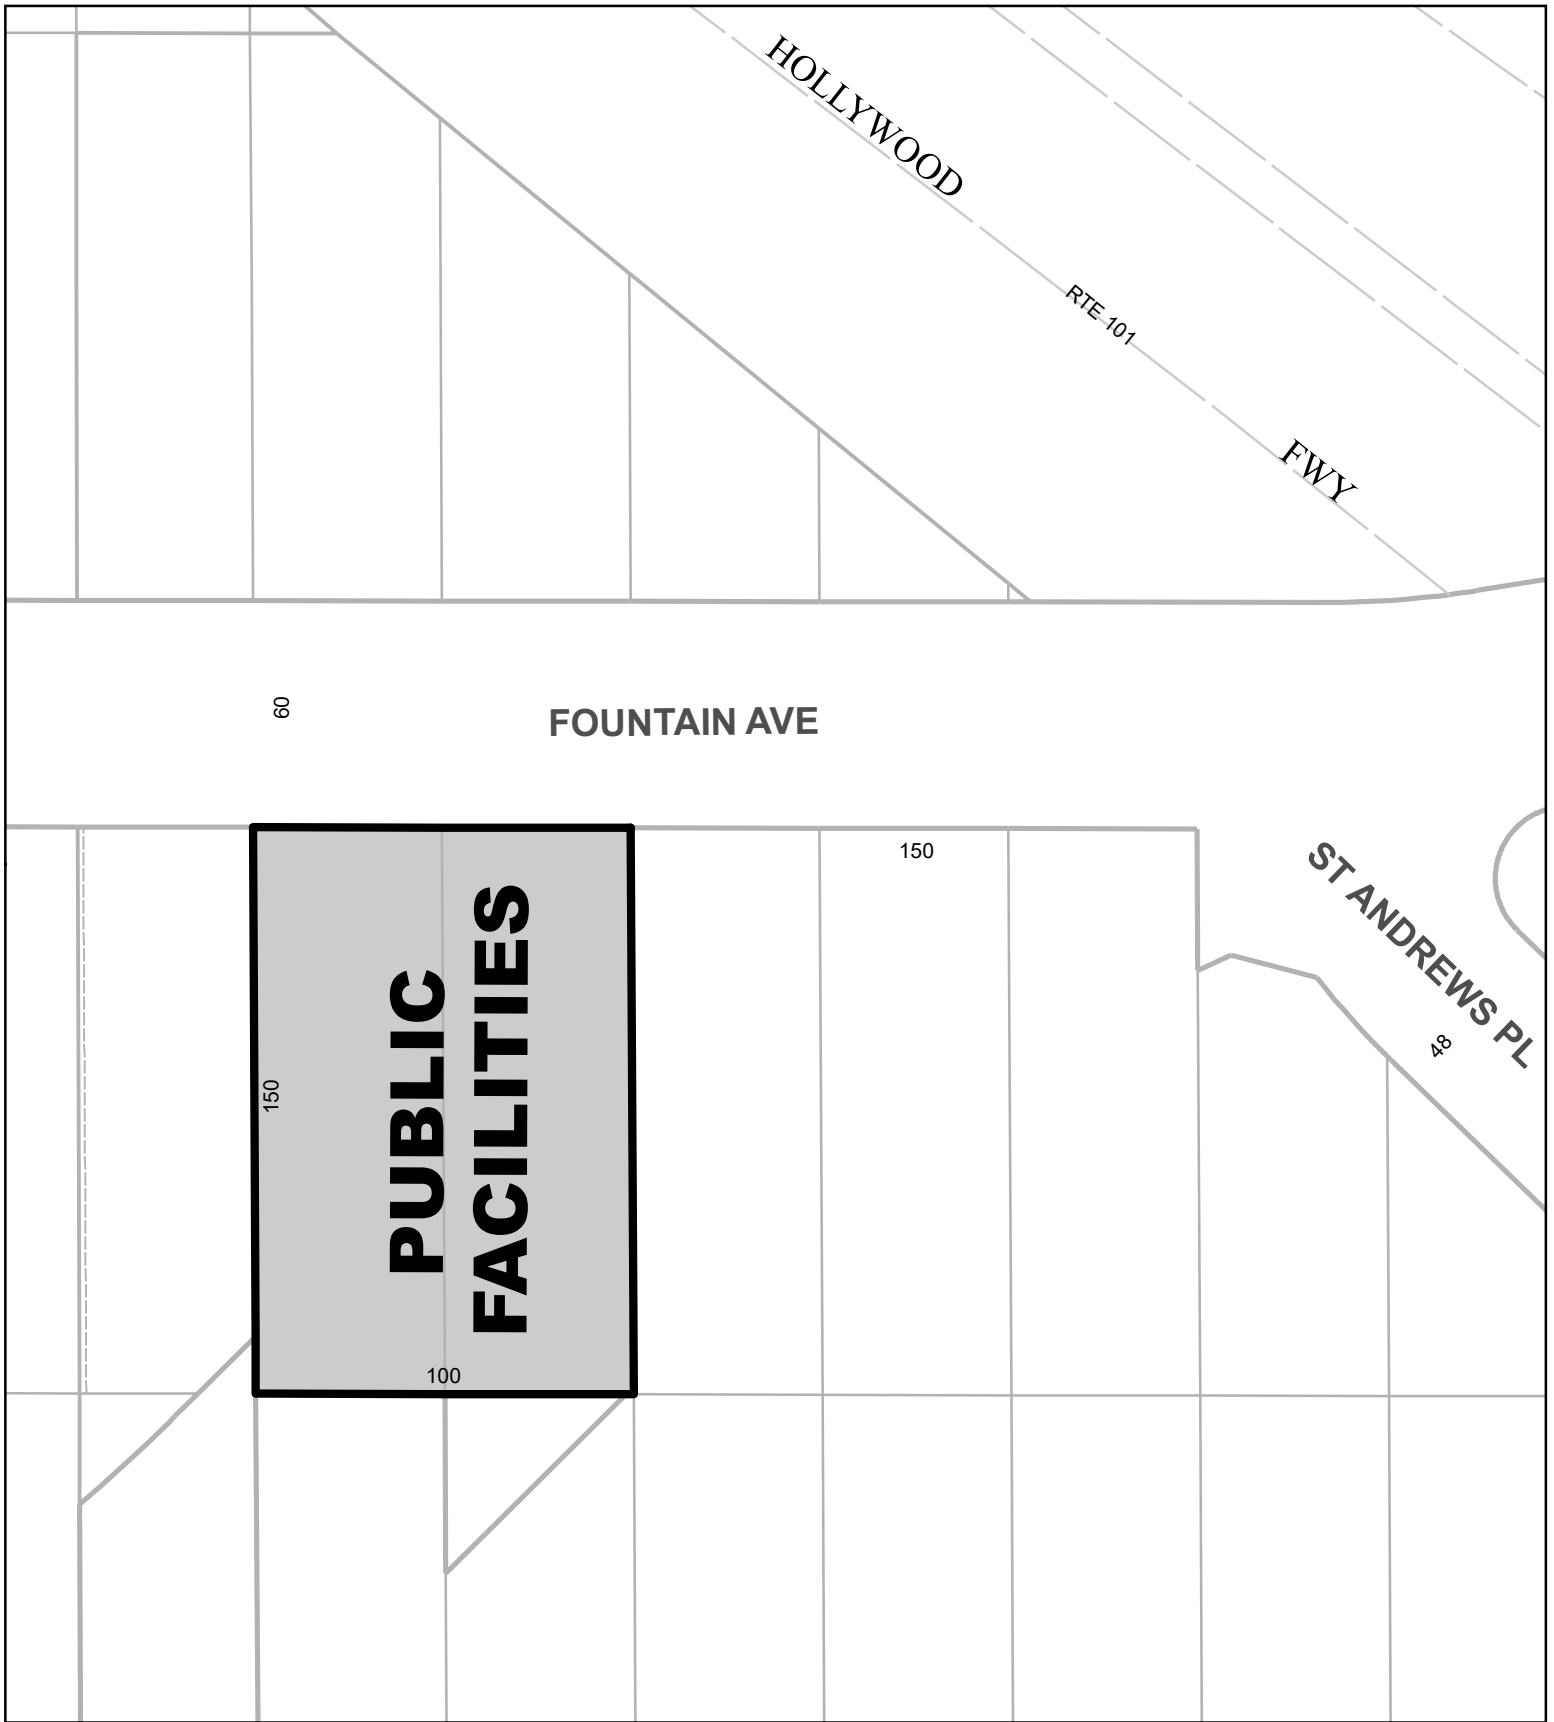 HOLLYWOOD
RTE 101
FWY
60
FOUNTAIN AVE
150
ST ANDREWS PL
48
150
PUBLIC
FACILITIES
100